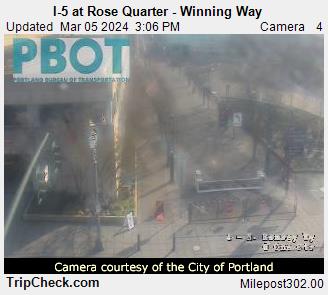 I-5 at Rose Quarter - Winning Way
Updated Mar 05 2024 3:06 PM Camera 4
PBOT
PORTLAND BUREAU OF TRANSPORTATION
Camera courtesy of the City of Portland
TripCheck.com Milepost302.00